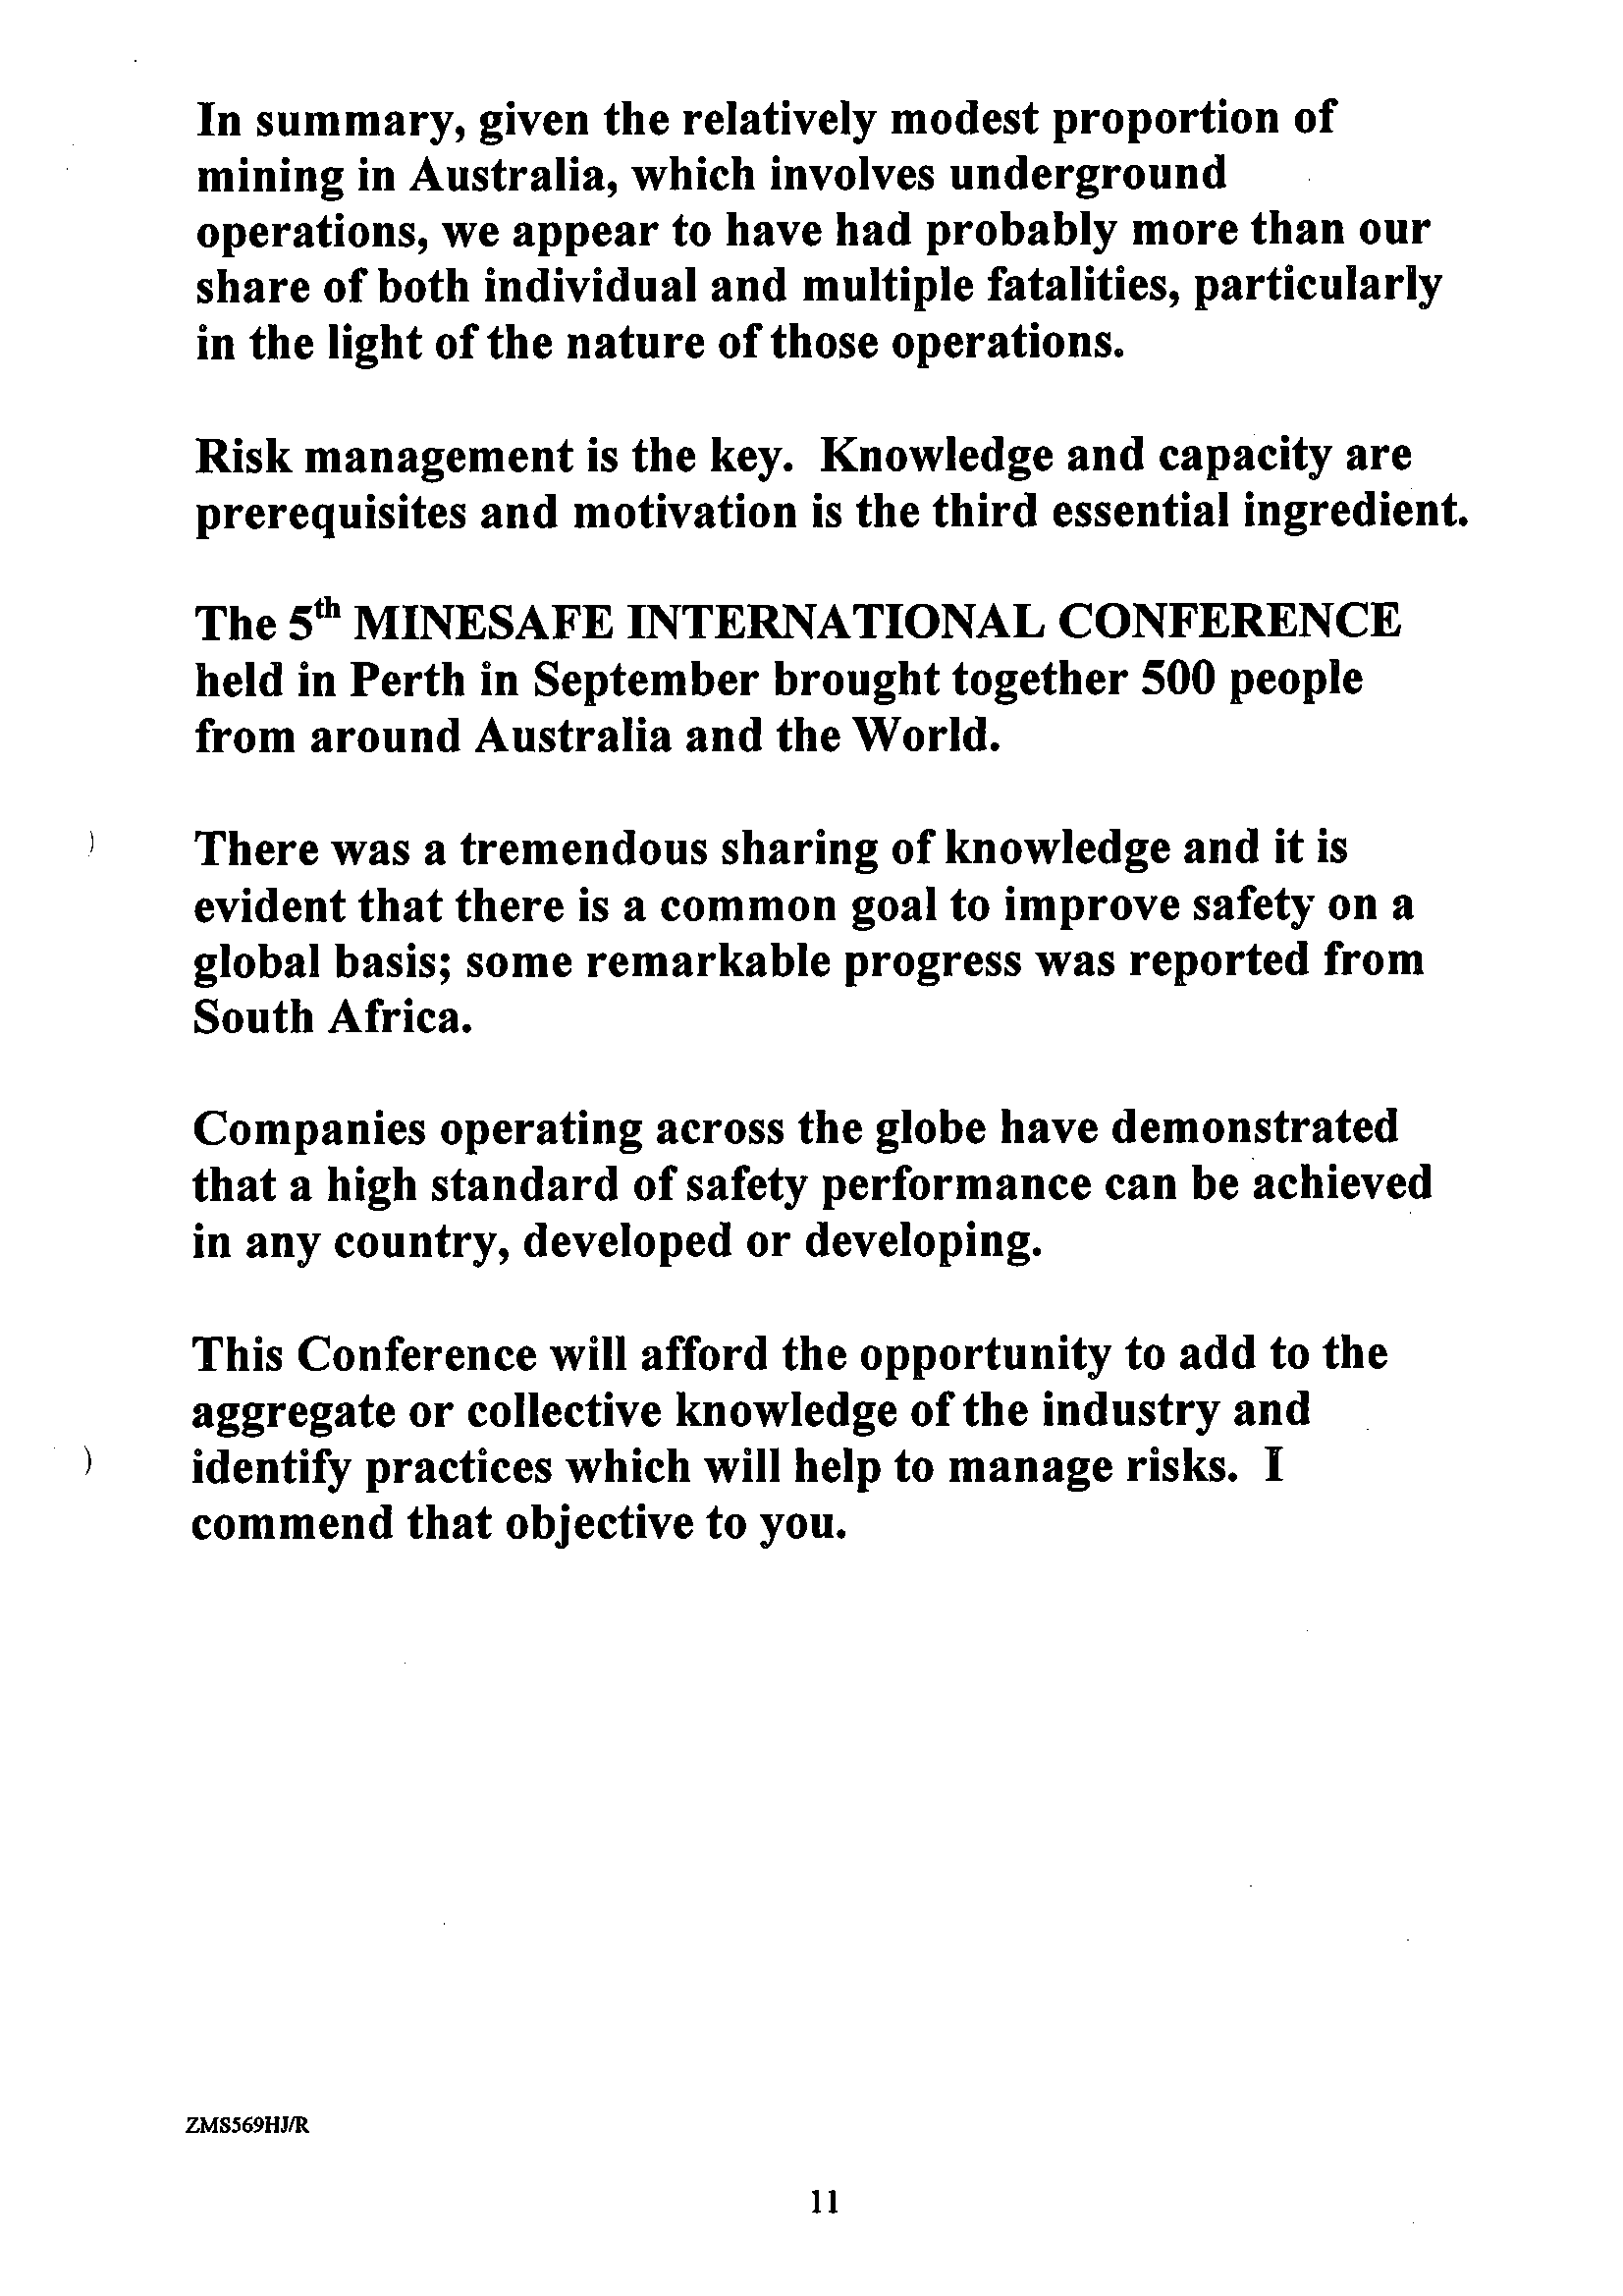 In summary, given the relatively modest proportion of
mining in Australia, which involves underground
operations, we appear to have had probably more than our
share of both individual and multiple fatalities, particularly
in the light of the nature of those operations.
Risk management is the key. Knowledge and capacity are
prerequisites and motivation is the third essential ingredient.
The 5th MINESAFE INTERNATIONAL CONFERENCE
held in Perth in September brought together 500 people
from around Australia and the World.
There was a tremendous sharing of knowledge and it is
evident that there is a common goal to improve safety on a
global basis; some remarkable progress was reported from
South Africa.
Companies operating across the globe have demonstrated
that a high standard of safety performance can be achieved
in any country, developed or developing.
This Conference will afford the opportunity to add to the
aggregate or collective knowledge of the industry and
identify practices which will help to manage risks. I
commend that objective to you.
ZMS569HJ/R
11